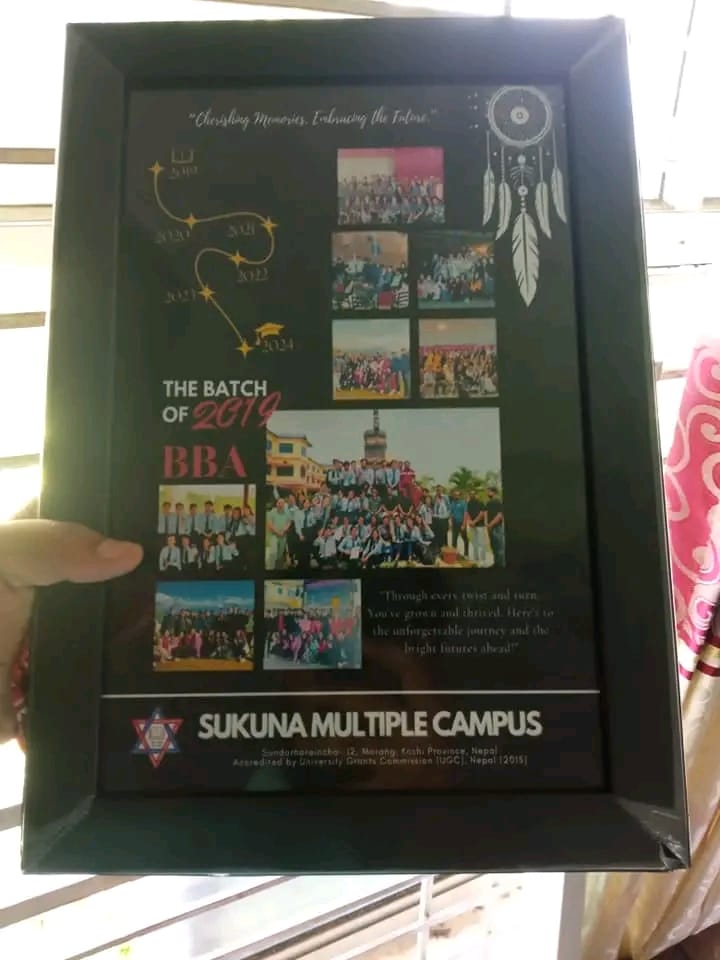 "Cherishing Memories, Embracing the Future."
2019
2020
2021
2022
2023
2024
THE BATCH
OF 2019
BBA
"Through every twist and turn,
You've grown and thrived. Here's to
the unforgettable journey and the
bright futures ahead!"
SUKUNA MULTIPLE CAMPUS
Sundarharaincha- 12, Morang, Koshi Province, Nepal
Accredited by University Grants Commission (UGC), Nepal (2015)